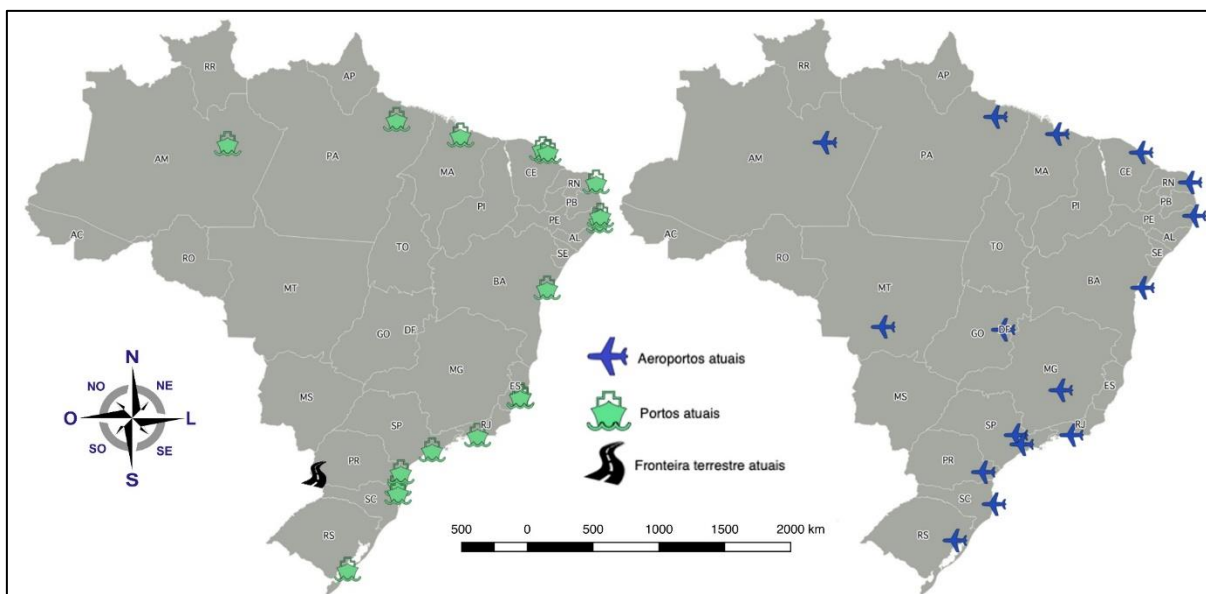 RR
AP
AM
PA
MA
CE
RN
PB
PI
PE
AL
SE
AC
RO
TO
BA
MT
GO
DF
MG
ES
MS
SP
RJ
PR
SC
RS
N
NO
NE
O
L
SO
SE
S
Aeroportos atuais
Portos atuais
Fronteira terrestre atuais
500 0 500 1000 1500 2000 km
RR
AP
AM
PA
MA
CE
RN
PB
PI
PE
AL
SE
AC
RO
TO
BA
MT
GO
DF
MG
ES
MS
SP
RJ
PR
SC
RS